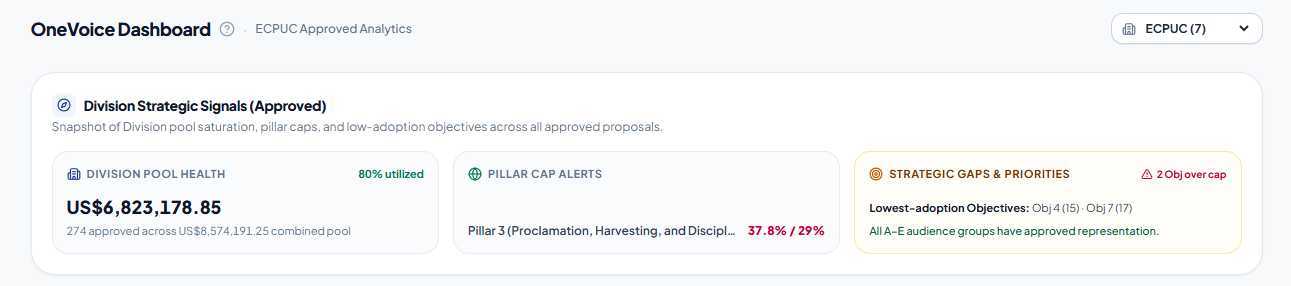 OneVoice Dashboard ? · ECPUC Approved Analytics
ECPUC (7)
Division Strategic Signals (Approved)
Snapshot of Division pool saturation, pillar caps, and low-adoption objectives across all approved proposals.
DIVISION POOL HEALTH 80% utilized
US$6,823,178.85
274 approved across US$8,574,191.25 combined pool
PILLAR CAP ALERTS
Pillar 3 (Proclamation, Harvesting, and Discipl... 37.8% / 29%
STRATEGIC GAPS & PRIORITIES 2 Obj over cap
Lowest-adoption Objectives: Obj 4 (15) · Obj 7 (17)
All A–E audience groups have approved representation.